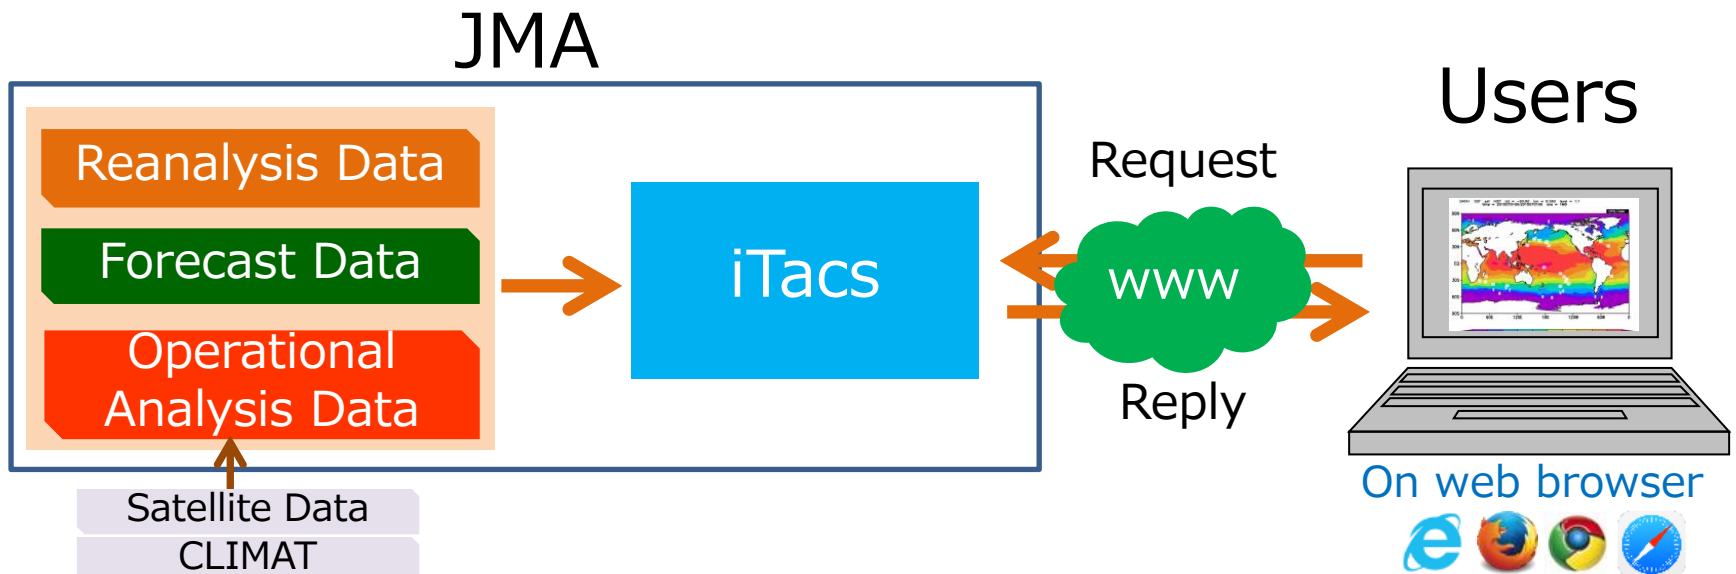 JMA
Users
Reanalysis Data
Forecast Data
Operational
Analysis Data
iTacs
Request
www
Reply
Satellite Data
CLIMAT
On web browser